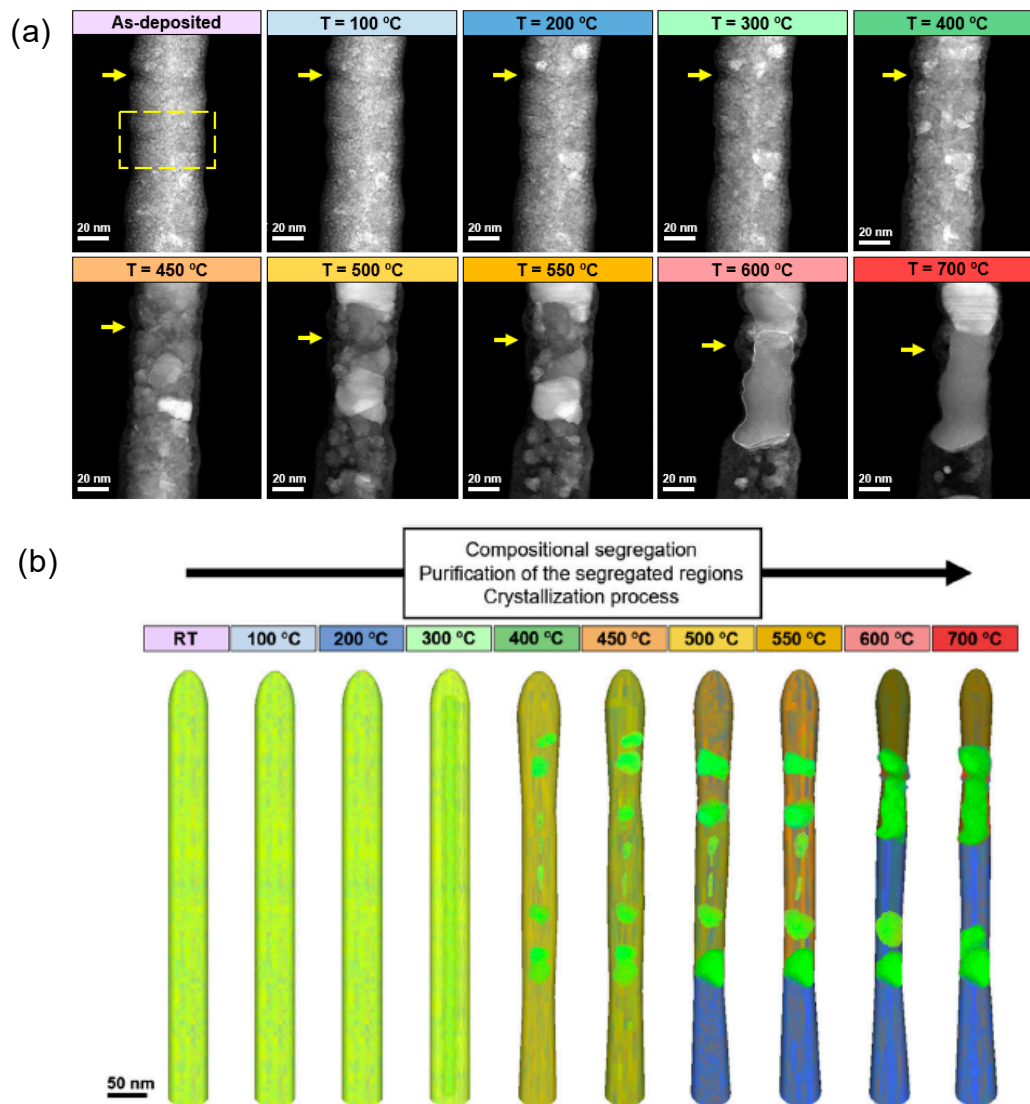 (a)
As-deposited T = 100 ºC T = 200 ºC T = 300 ºC T = 400 ºC
20 nm 20 nm 20 nm 20 nm 20 nm
T = 450 ºC T = 500 ºC T = 550 ºC T = 600 ºC T = 700 ºC
20 nm 20 nm 20 nm 20 nm 20 nm
(b)
Compositional segregation
Purification of the segregated regions
Crystallization process
RT 100 ºC 200 ºC 300 ºC 400 ºC 450 ºC 500 ºC 550 ºC 600 ºC 700 ºC
50 nm